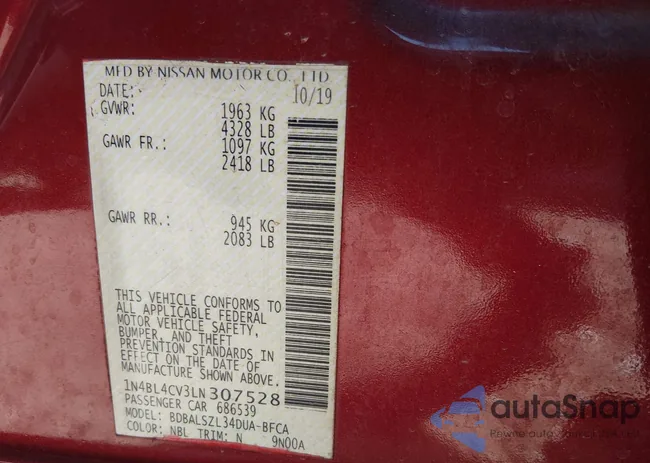 MFD BY NISSAN MOTOR CO., LTD
DATE: 10/19
GVWR: 1963 KG
4328 LB
GAWR FR.: 1097 KG
2418 LB
GAWR RR.: 945 KG
2083 LB
THIS VEHICLE CONFORMS TO
ALL APPLICABLE FEDERAL
MOTOR VEHICLE SAFETY,
BUMPER, AND THEFT
PREVENTION STANDARDS IN
EFFECT ON THE DATE OF
MANUFACTURE SHOWN ABOVE.
1N4BL4CV3LN307528
PASSENGER CAR 686539
MODEL: BDBALSZL34DUA-BFCA
COLOR: NBL TRIM: N 9N00A
autaSnap